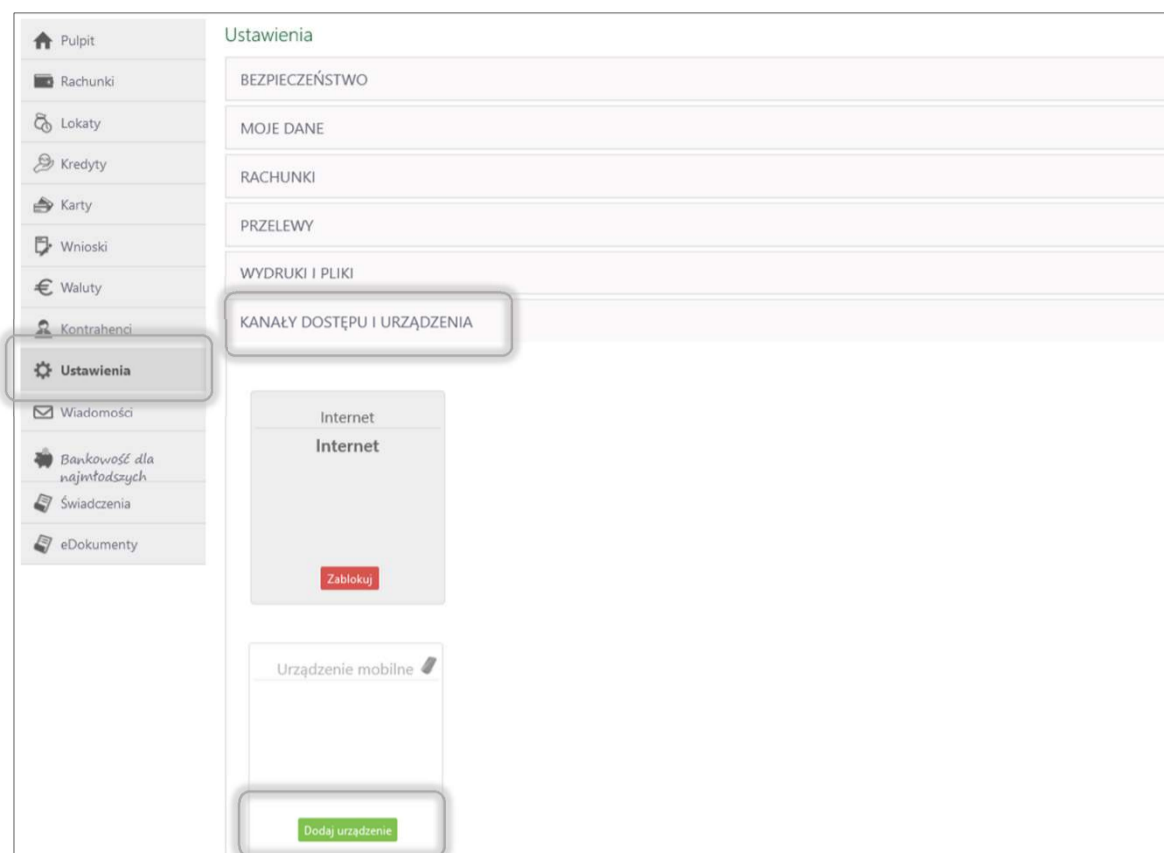 Pulpit
Rachunki
Lokaty
Kredyty
Karty
Wnioski
Waluty
Kontrahenci
Ustawienia
Wiadomości
Bankowość dla
najmłodszych
Świadczenia
eDokumenty
Ustawienia
BEZPIECZEŃSTWO
MOJE DANE
RACHUNKI
PRZELEWY
WYDRUKI I PLIKI
KANAŁY DOSTĘPU I URZĄDZENIA
Internet
Internet
Zablokuj
Urządzenie mobilne
Dodaj urządzenie